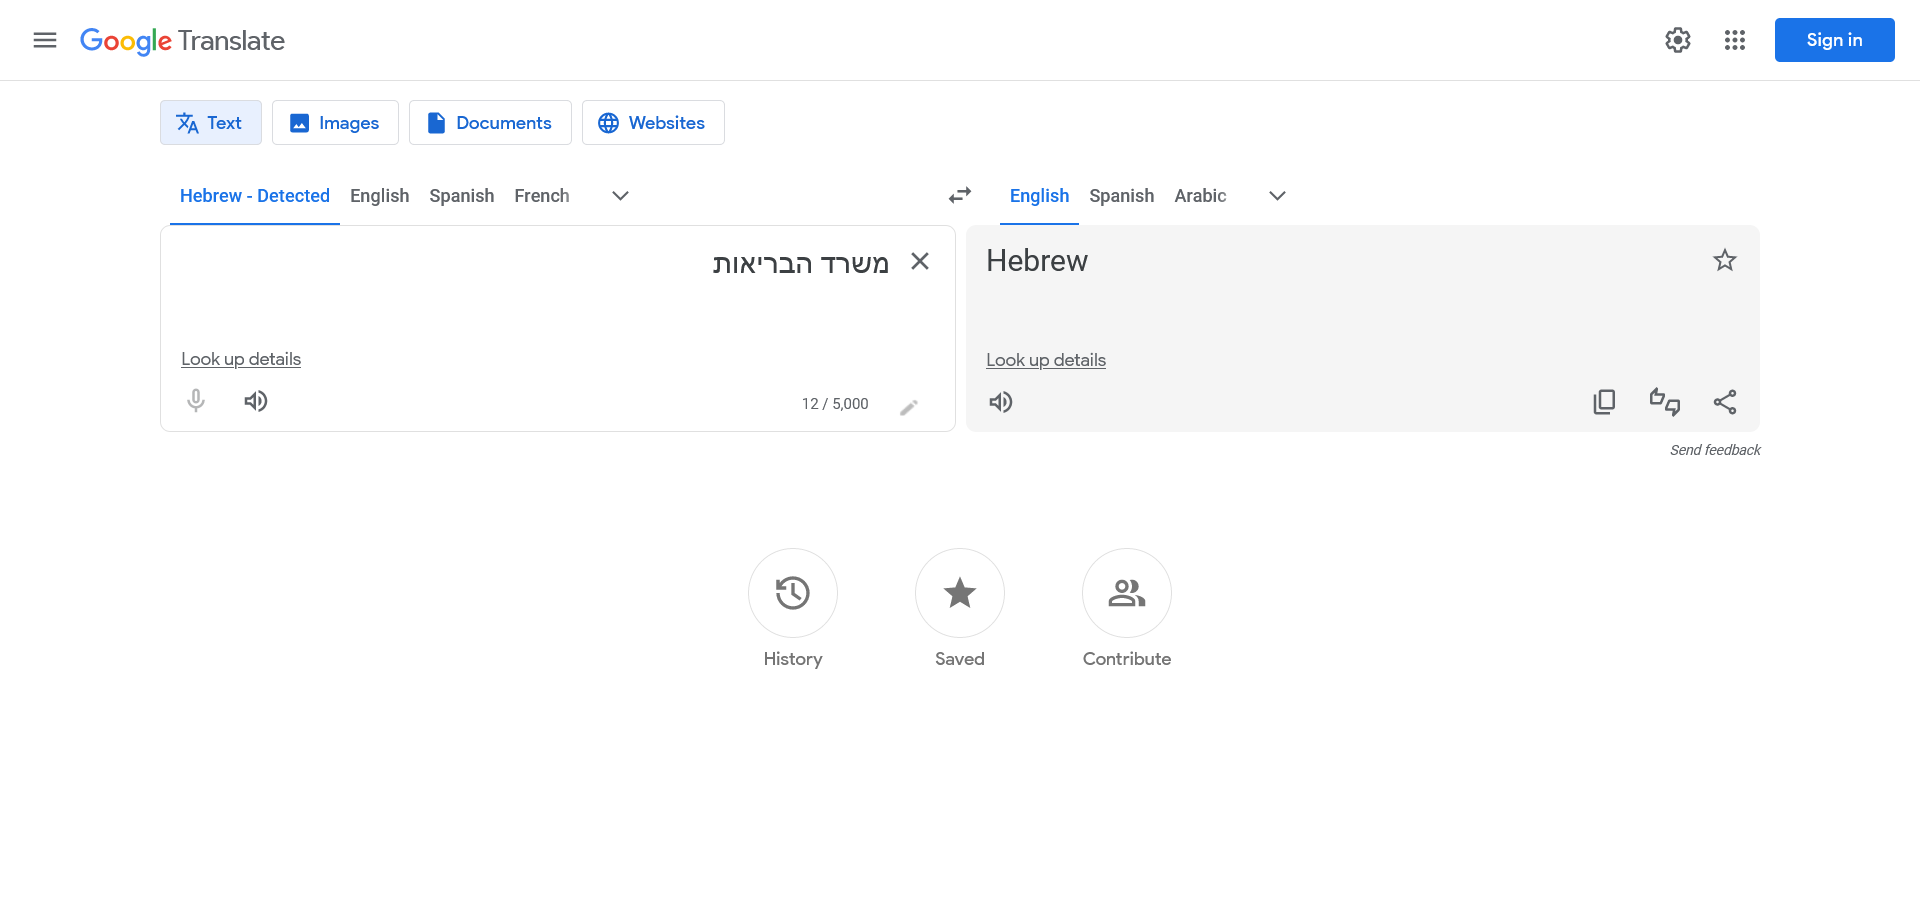 Google Translate
Sign in
Text
Images
Documents
Websites
Hebrew - Detected
English
Spanish
French
English
Spanish
Arabic
משרד הבריאות
Hebrew
Look up details
Look up details
12 / 5,000
Send feedback
History
Saved
Contribute